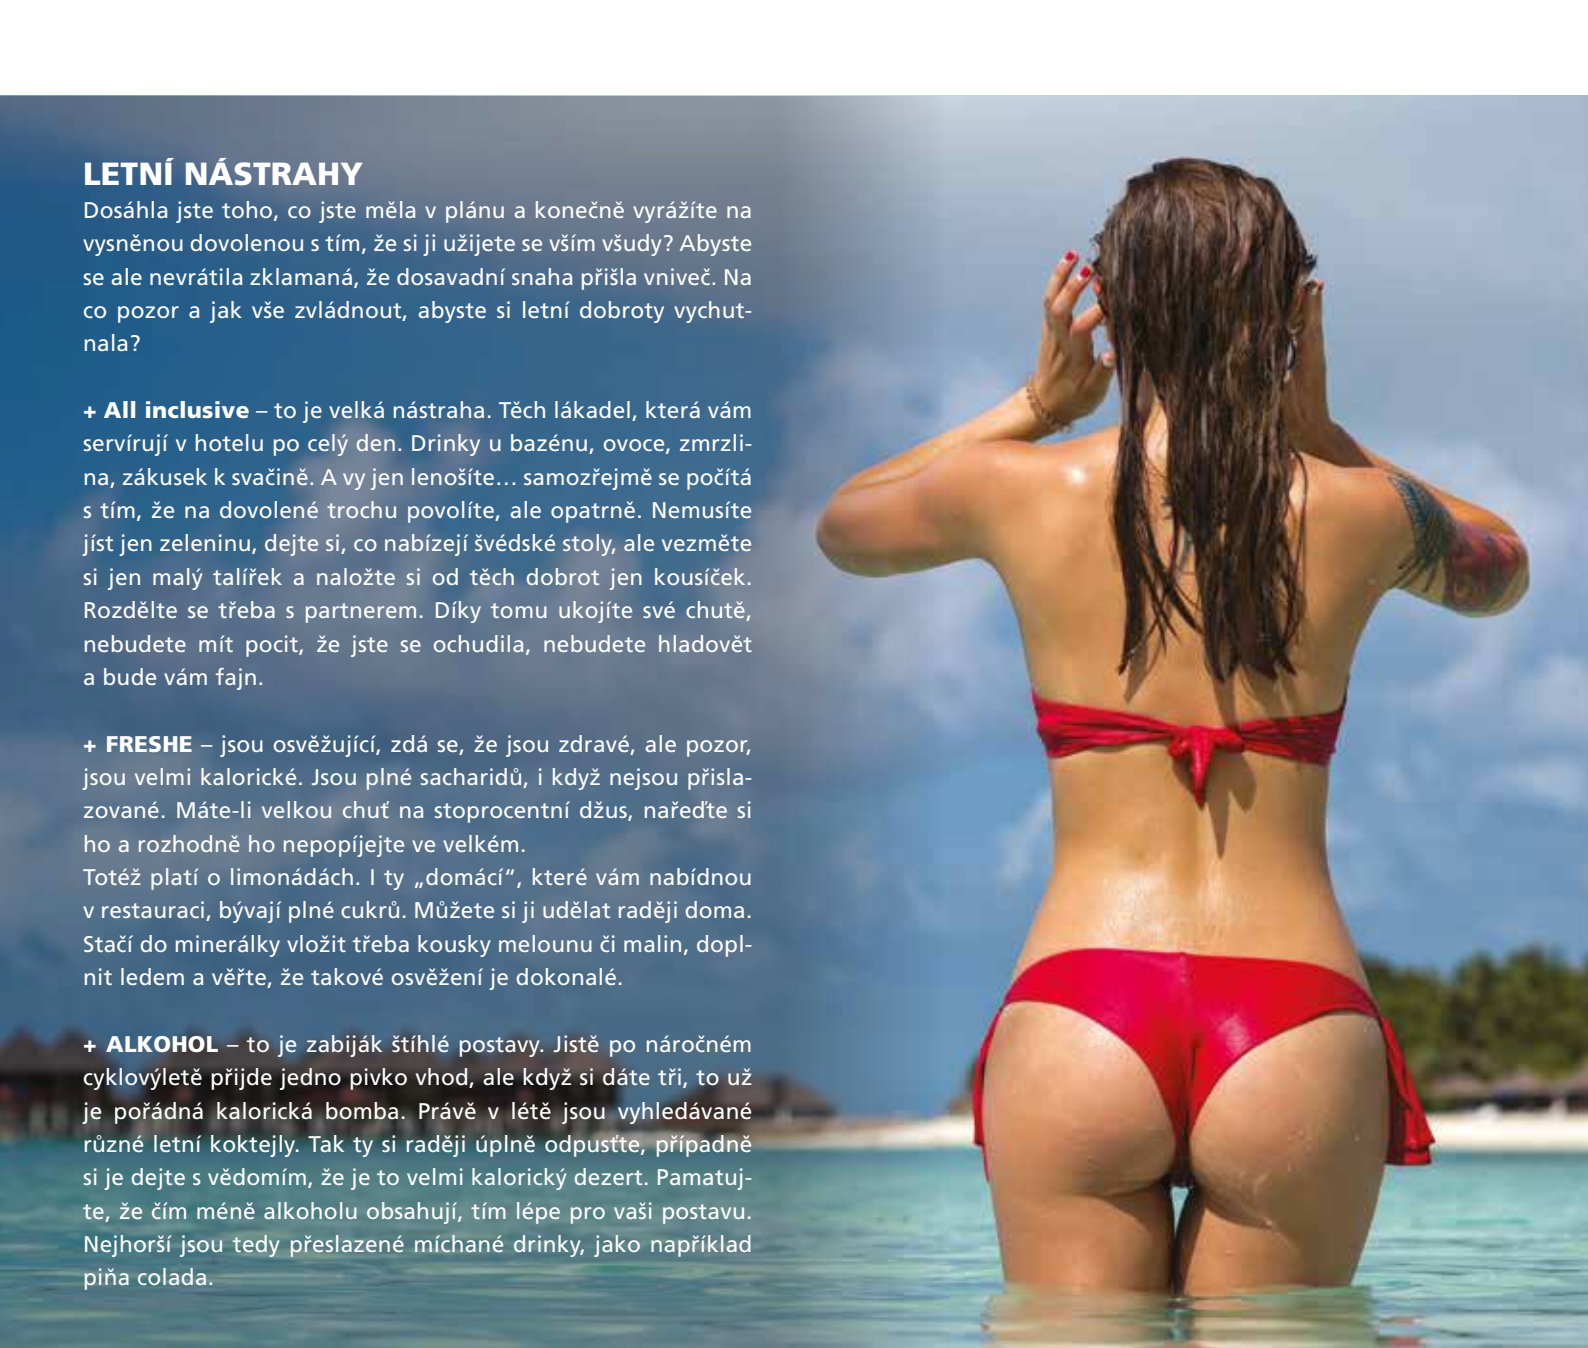 LETNÍ NÁSTRAHY
Dosáhla jste toho, co jste měla v plánu a konečně vyrážíte na
vysněnou dovolenou s tím, že si ji užijete se vším všudy? Abyste
se ale nevrátila zklamaná, že dosavadní snaha přišla vniveč. Na
co pozor a jak vše zvládnout, abyste si letní dobroty vychut-
nala?
+ All inclusive – to je velká nástraha. Těch lákadel, která vám
servírují v hotelu po celý den. Drinky u bazénu, ovoce, zmrzli-
na, zákusek k svačině. A vy jen lenošíte… samozřejmě se počítá
s tím, že na dovolené trochu povolíte, ale opatrně. Nemusíte
jíst jen zeleninu, dejte si, co nabízejí švédské stoly, ale vezměte
si jen malý talířek a naložte si od těch dobrot jen kousíček.
Rozdělte se třeba s partnerem. Díky tomu ukojíte své chutě,
nebudete mít pocit, že jste se ochudila, nebudete hladovět
a bude vám fajn.
+ FRESHE – jsou osvěžující, zdá se, že jsou zdravé, ale pozor,
jsou velmi kalorické. Jsou plné sacharidů, i když nejsou přisla-
zované. Máte-li velkou chuť na stoprocentní džus, nařeďte si
ho a rozhodně ho nepopíjejte ve velkém.
Totéž platí o limonádách. I ty „domácí“, které vám nabídnou
v restauraci, bývají plné cukrů. Můžete si ji udělat raději doma.
Stačí do minerálky vložit třeba kousky melounu či malin, dopl-
nit ledem a věřte, že takové osvěžení je dokonalé.
+ ALKOHOL – to je zabiják štíhlé postavy. Jistě po náročném
cyklovýletě přijde jedno pivko vhod, ale když si dáte tři, to už
je pořádná kalorická bomba. Právě v létě jsou vyhledávané
různé letní koktejly. Tak ty si raději úplně odpusťte, případně
si je dejte s vědomím, že je to velmi kalorický dezert. Pamatuj-
te, že čím méně alkoholu obsahují, tím lépe pro vaši postavu.
Nejhorší jsou tedy přeslazené míchané drinky, jako například
piňa colada.